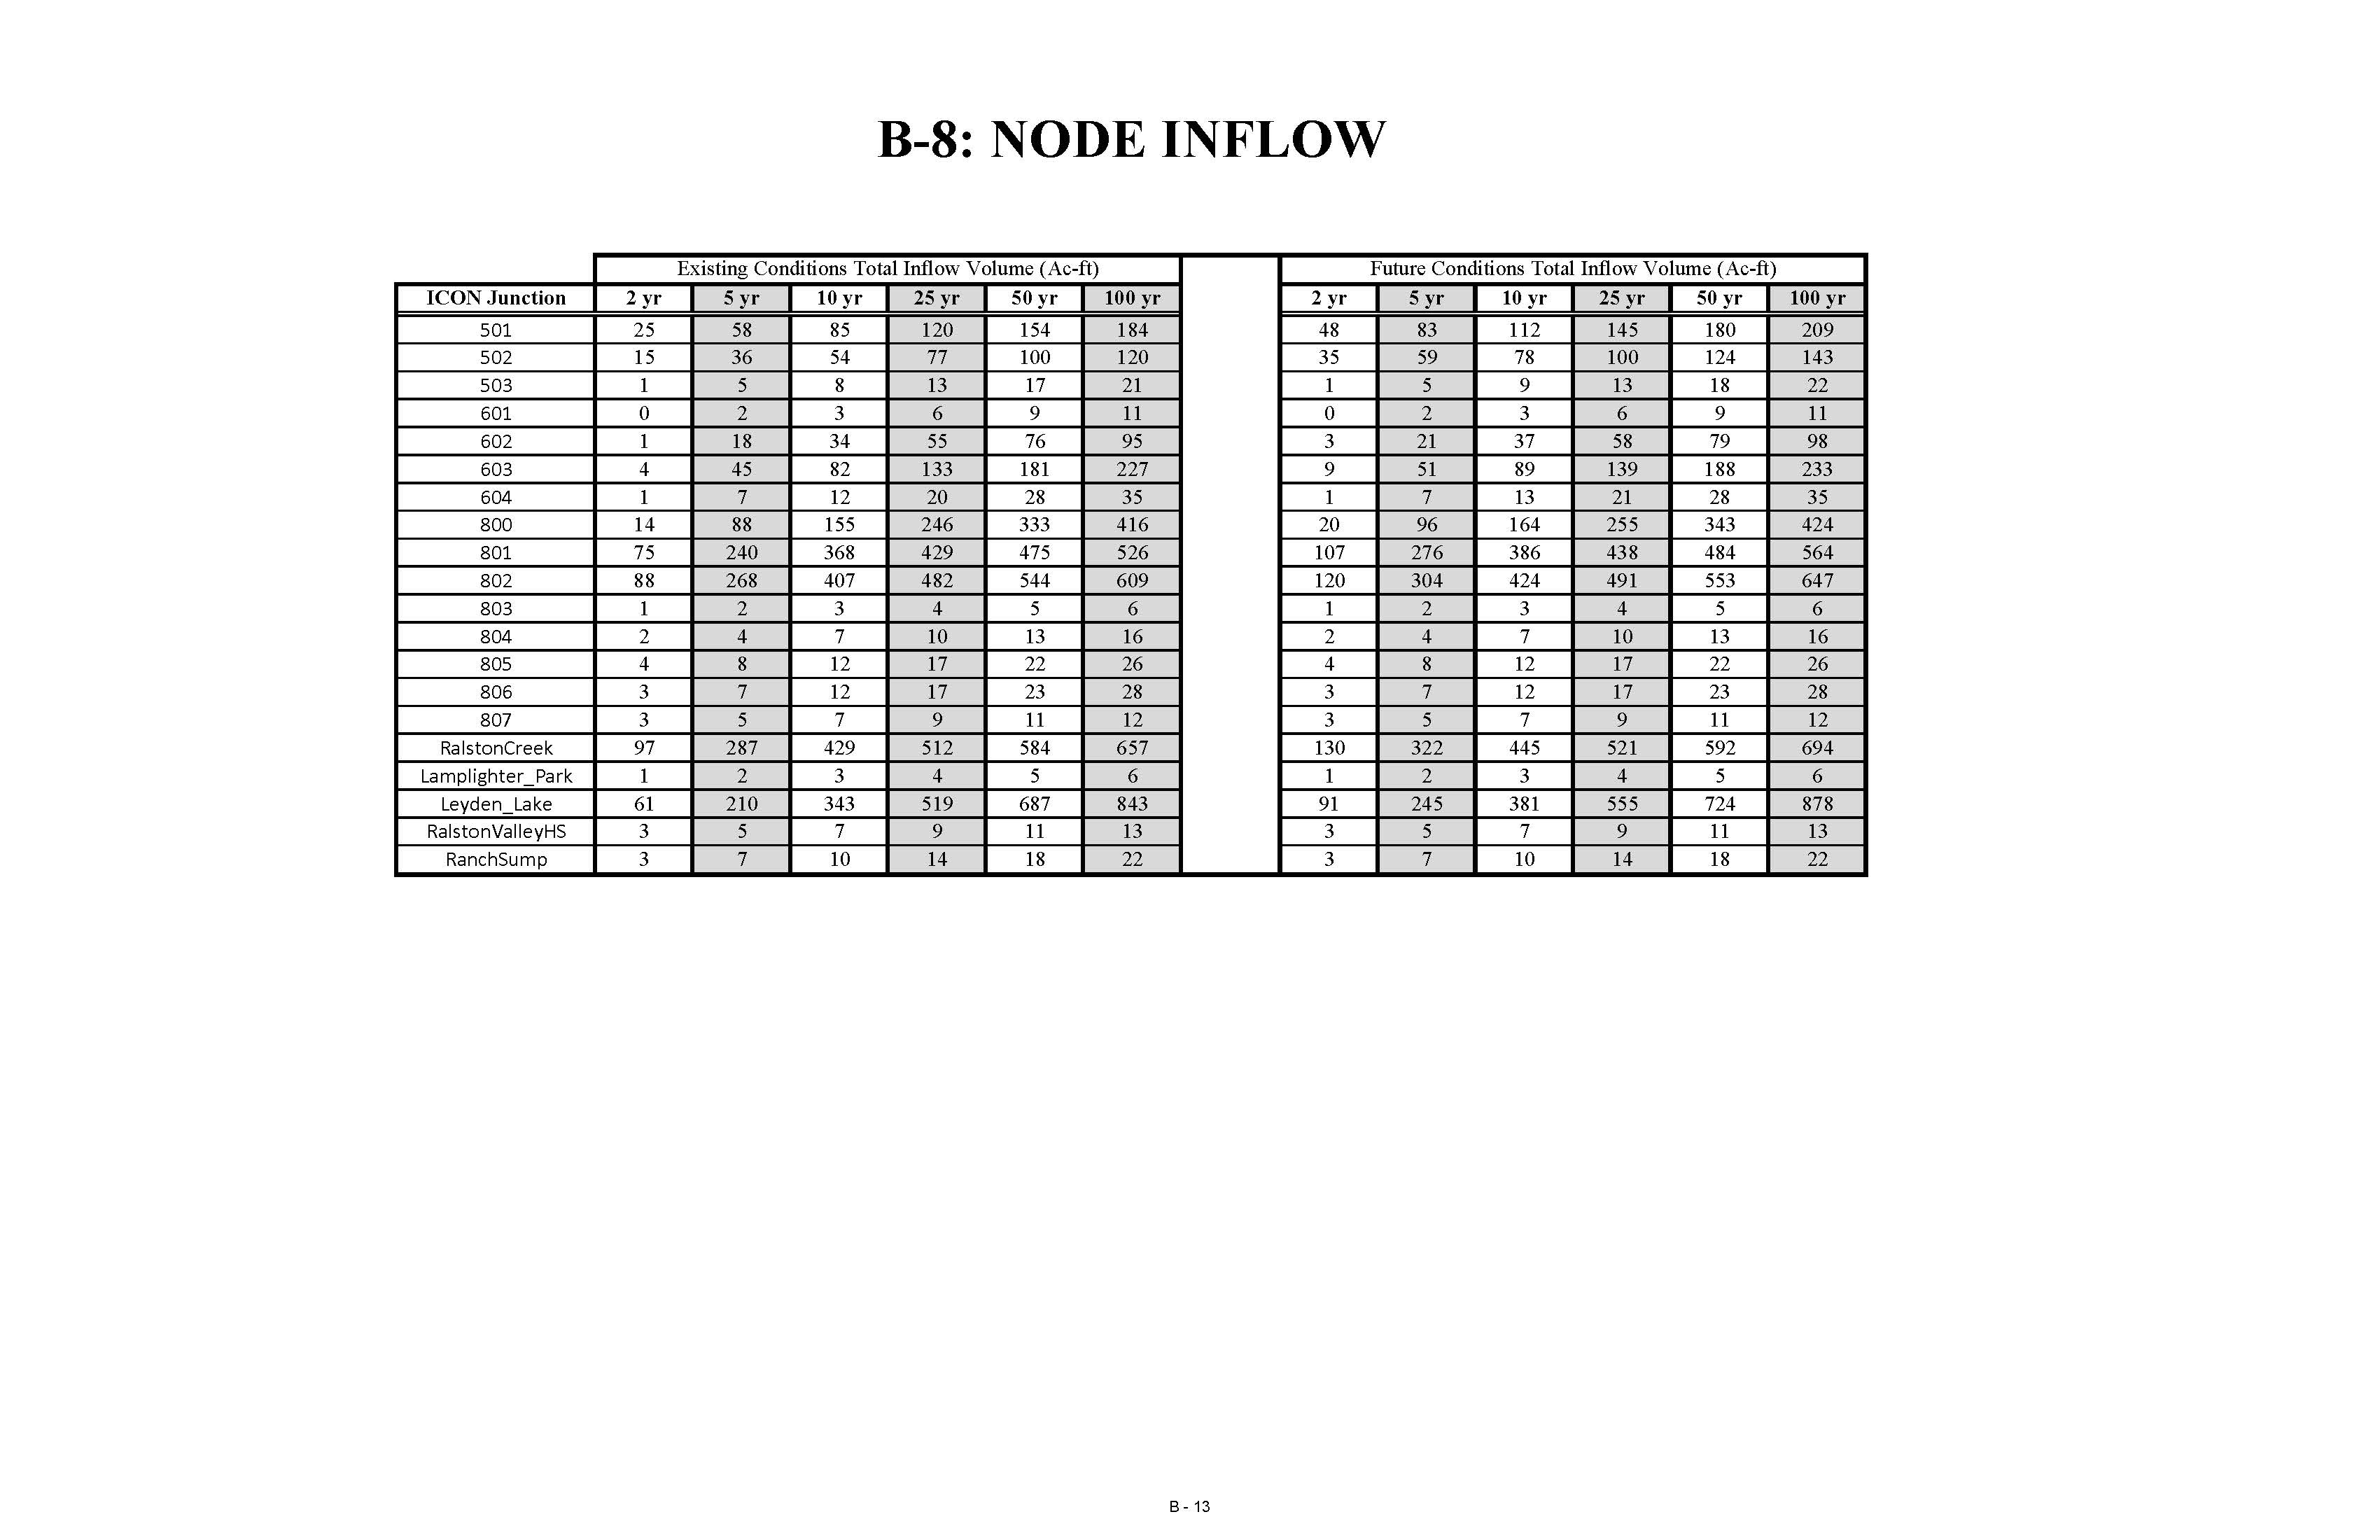 B-8: NODE INFLOW
Existing Conditions Total Inflow Volume (Ac-ft) Future Conditions Total Inflow Volume (Ac-ft)
ICON Junction 2 yr 5 yr 10 yr 25 yr 50 yr 100 yr 2 yr 5 yr 10 yr 25 yr 50 yr 100 yr
501 25 58 85 120 154 184 48 83 112 145 180 209
502 15 36 54 77 100 120 35 59 78 100 124 143
503 1 5 8 13 17 21 1 5 9 13 18 22
601 0 2 3 6 9 11 0 2 3 6 9 11
602 1 18 34 55 76 95 3 21 37 58 79 98
603 4 45 82 133 181 227 9 51 89 139 188 233
604 1 7 12 20 28 35 1 7 13 21 28 35
800 14 88 155 246 333 416 20 96 164 255 343 424
801 75 240 368 429 475 526 107 276 386 438 484 564
802 88 268 407 482 544 609 120 304 424 491 553 647
803 1 2 3 4 5 6 1 2 3 4 5 6
804 2 4 7 10 13 16 2 4 7 10 13 16
805 4 8 12 17 22 26 4 8 12 17 22 26
806 3 7 12 17 23 28 3 7 12 17 23 28
807 3 5 7 9 11 12 3 5 7 9 11 12
RalstonCreek 97 287 429 512 584 657 130 322 445 521 592 694
Lamplighter_Park 1 2 3 4 5 6 1 2 3 4 5 6
Leyden_Lake 61 210 343 519 687 843 91 245 381 555 724 878
RalstonValleyHS 3 5 7 9 11 13 3 5 7 9 11 13
RanchSump 3 7 10 14 18 22 3 7 10 14 18 22
B - 13